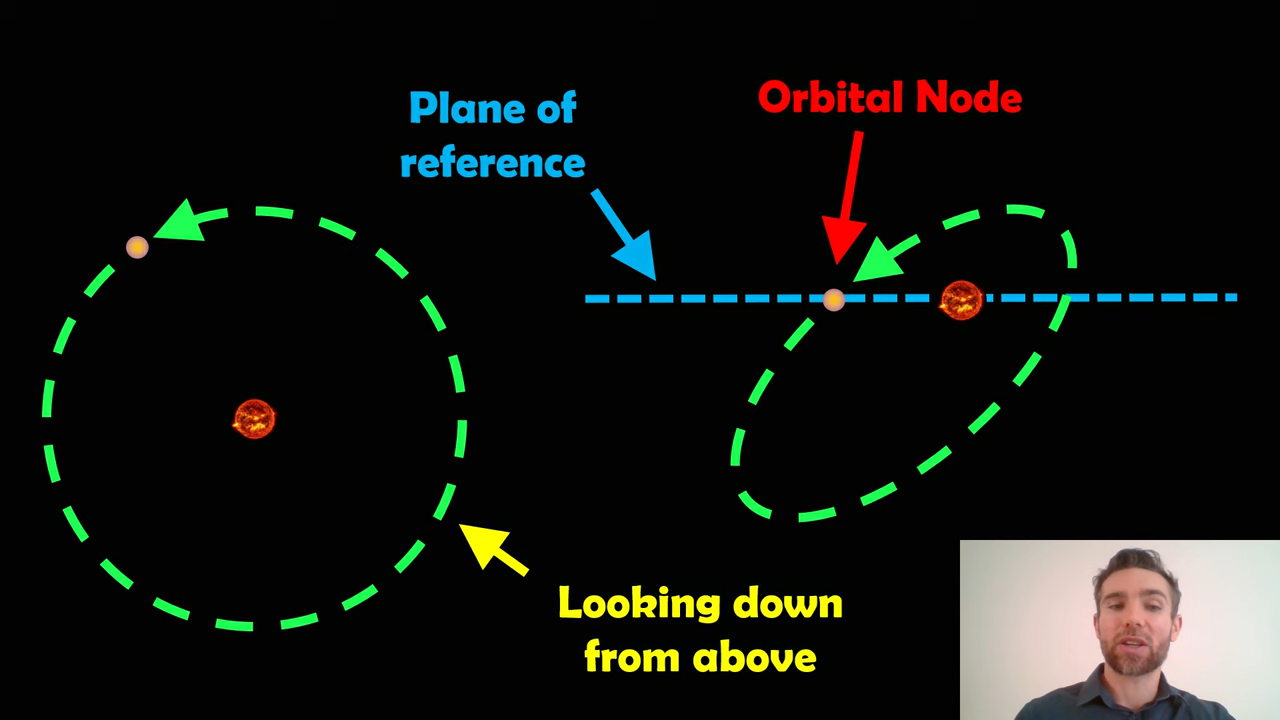 Plane of
reference
Orbital Node
Looking down
from above